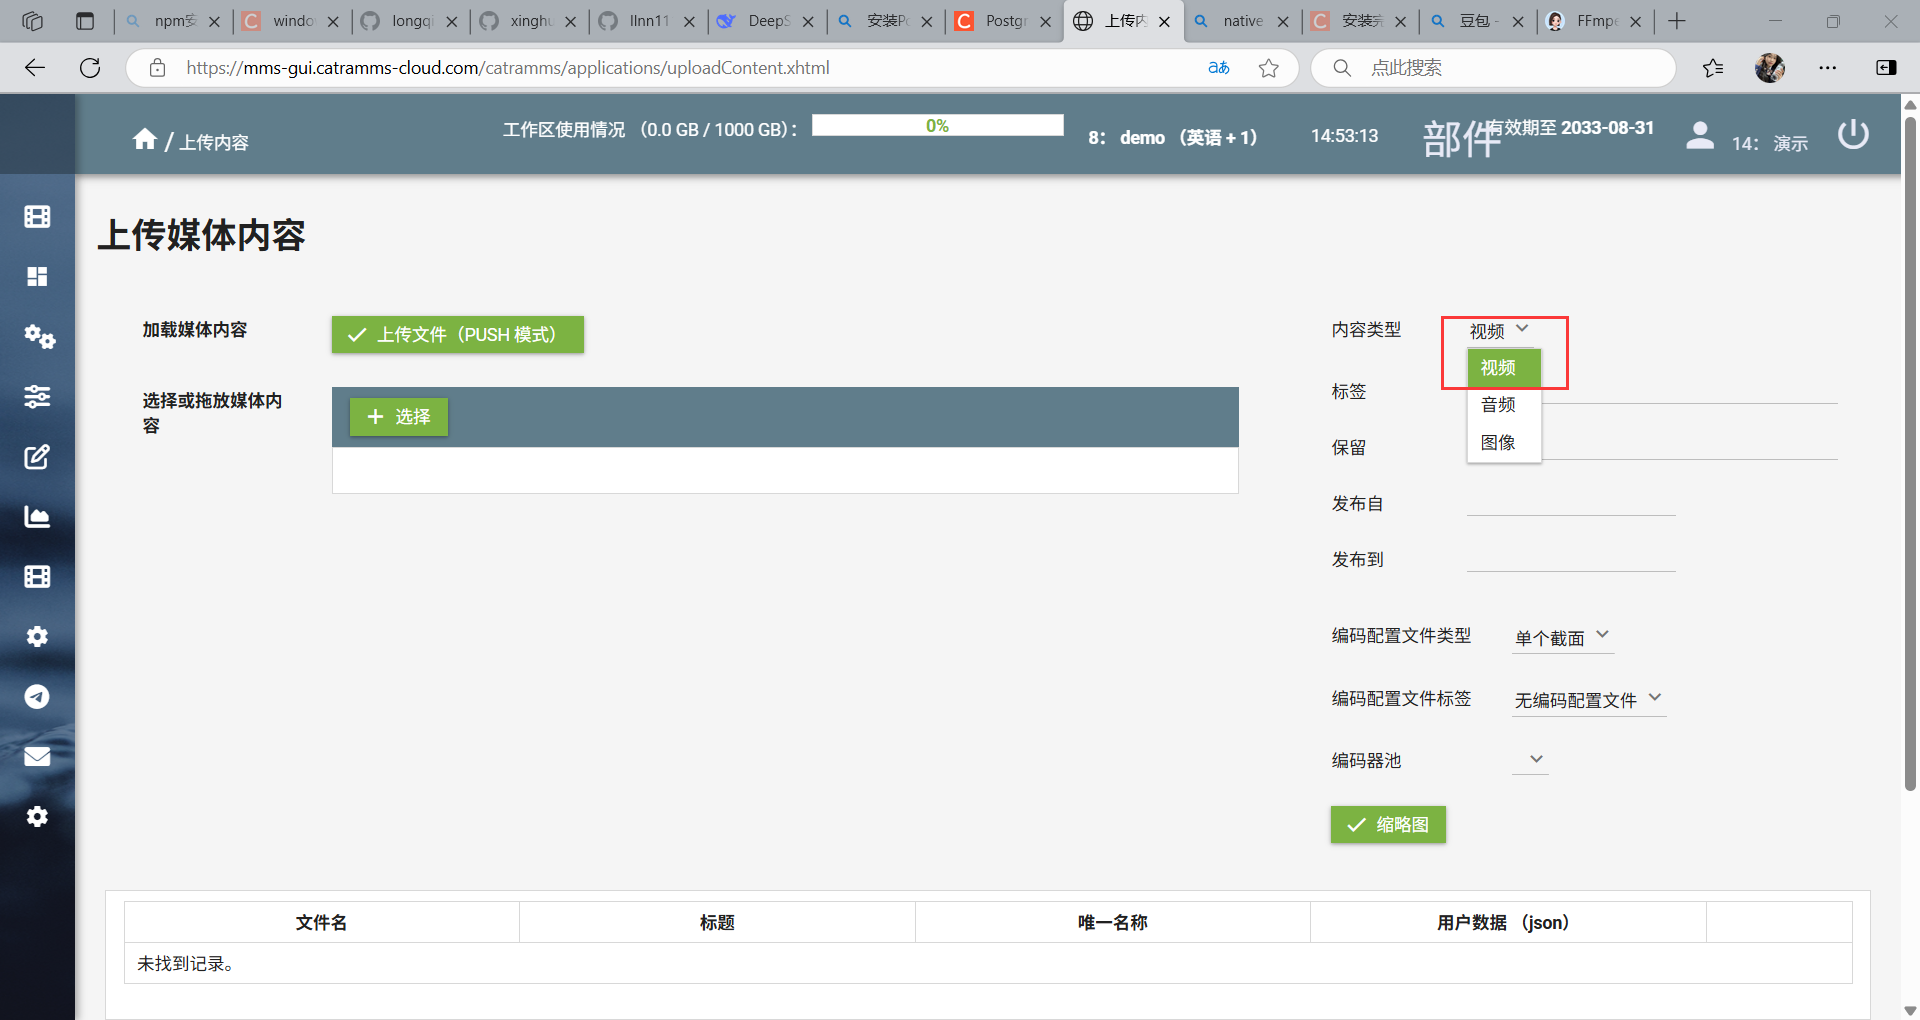 npm安
windo
longqi
xinghu
llnn11
DeepS
安装Po
Postgr
上传内
native
安装完
豆包 -
FFmpe
https://mms-gui.catramms-cloud.com/catramms/applications/uploadContent.xhtml
点此搜索
/ 上传内容
工作区使用情况 （0.0 GB / 1000 GB）：
0%
8： demo （英语 + 1）
14:53:13
部件
有效期至 2033-08-31
14： 演示
上传媒体内容
加载媒体内容
上传文件（PUSH 模式）
选择或拖放媒体内容
选择
内容类型
视频
视频
音频
图像
标签
保留
发布自
发布到
编码配置文件类型
单个截面
编码配置文件标签
无编码配置文件
编码器池
缩略图
文件名
标题
唯一名称
用户数据 （json）
未找到记录。